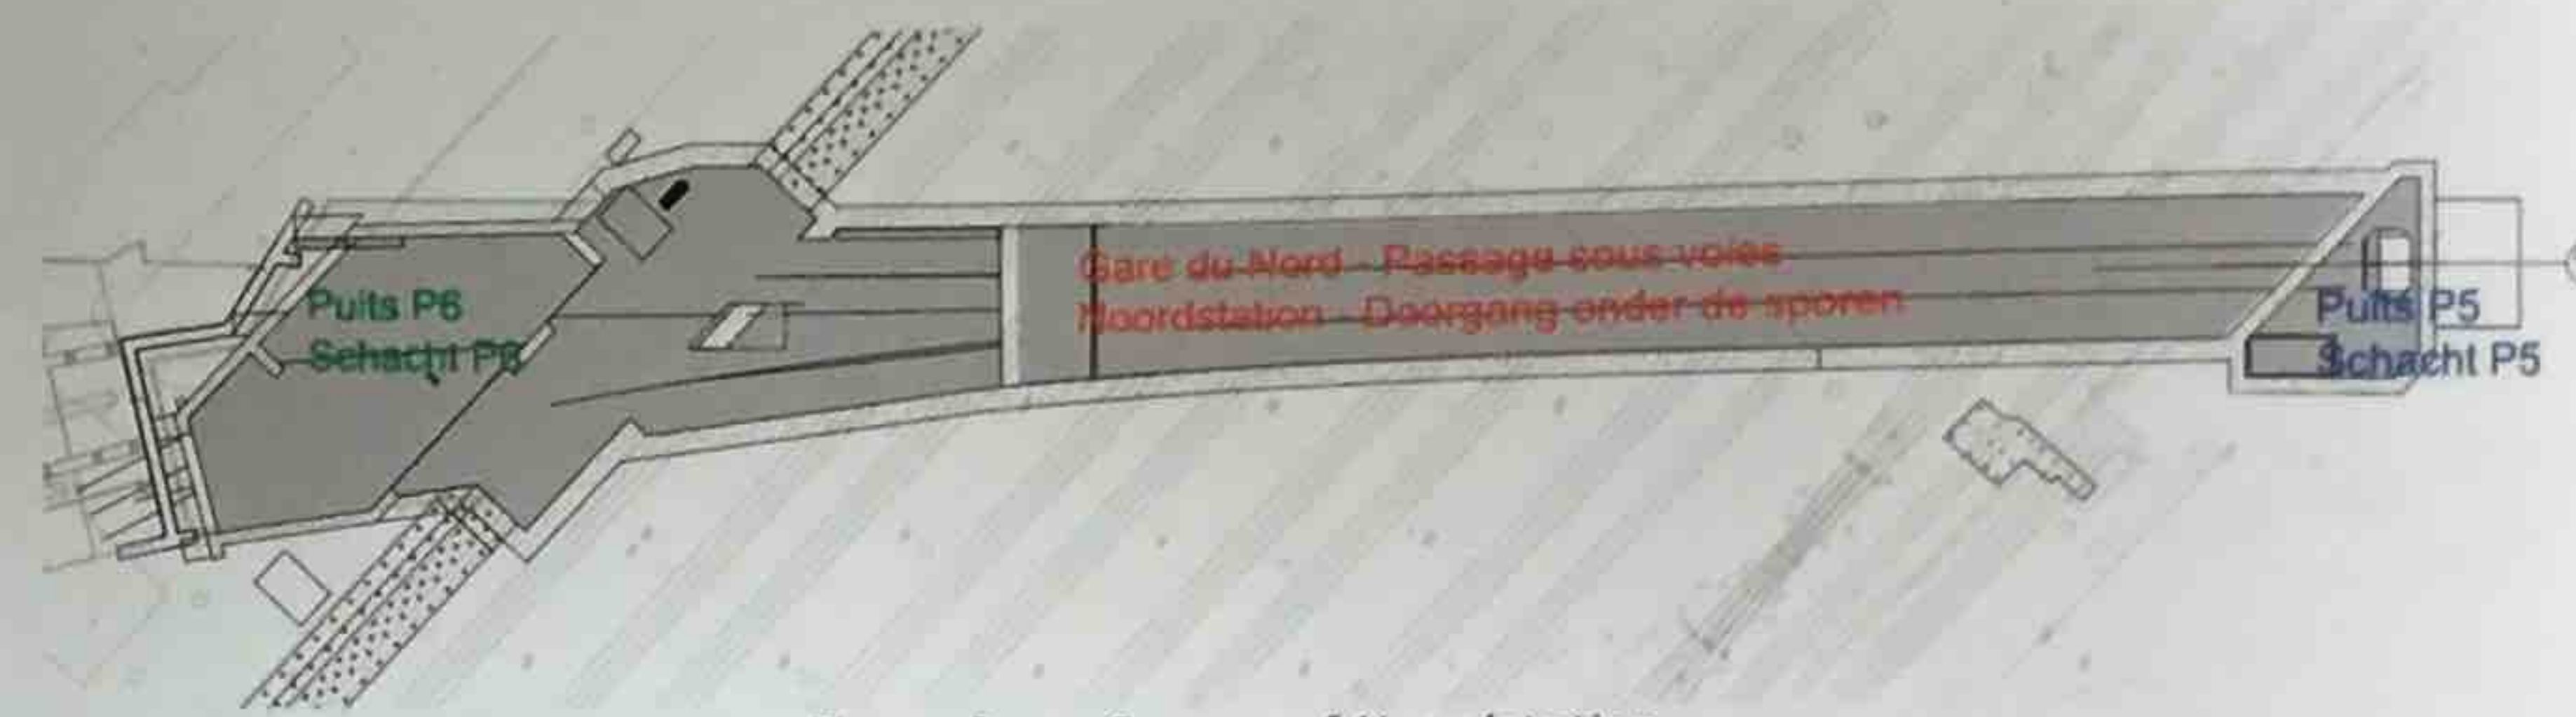 Puits P6
Schacht P6
Gare du Nord - Passage sous voies
Noordstation - Doorgang onder de sporen
Puits P5
Schacht P5